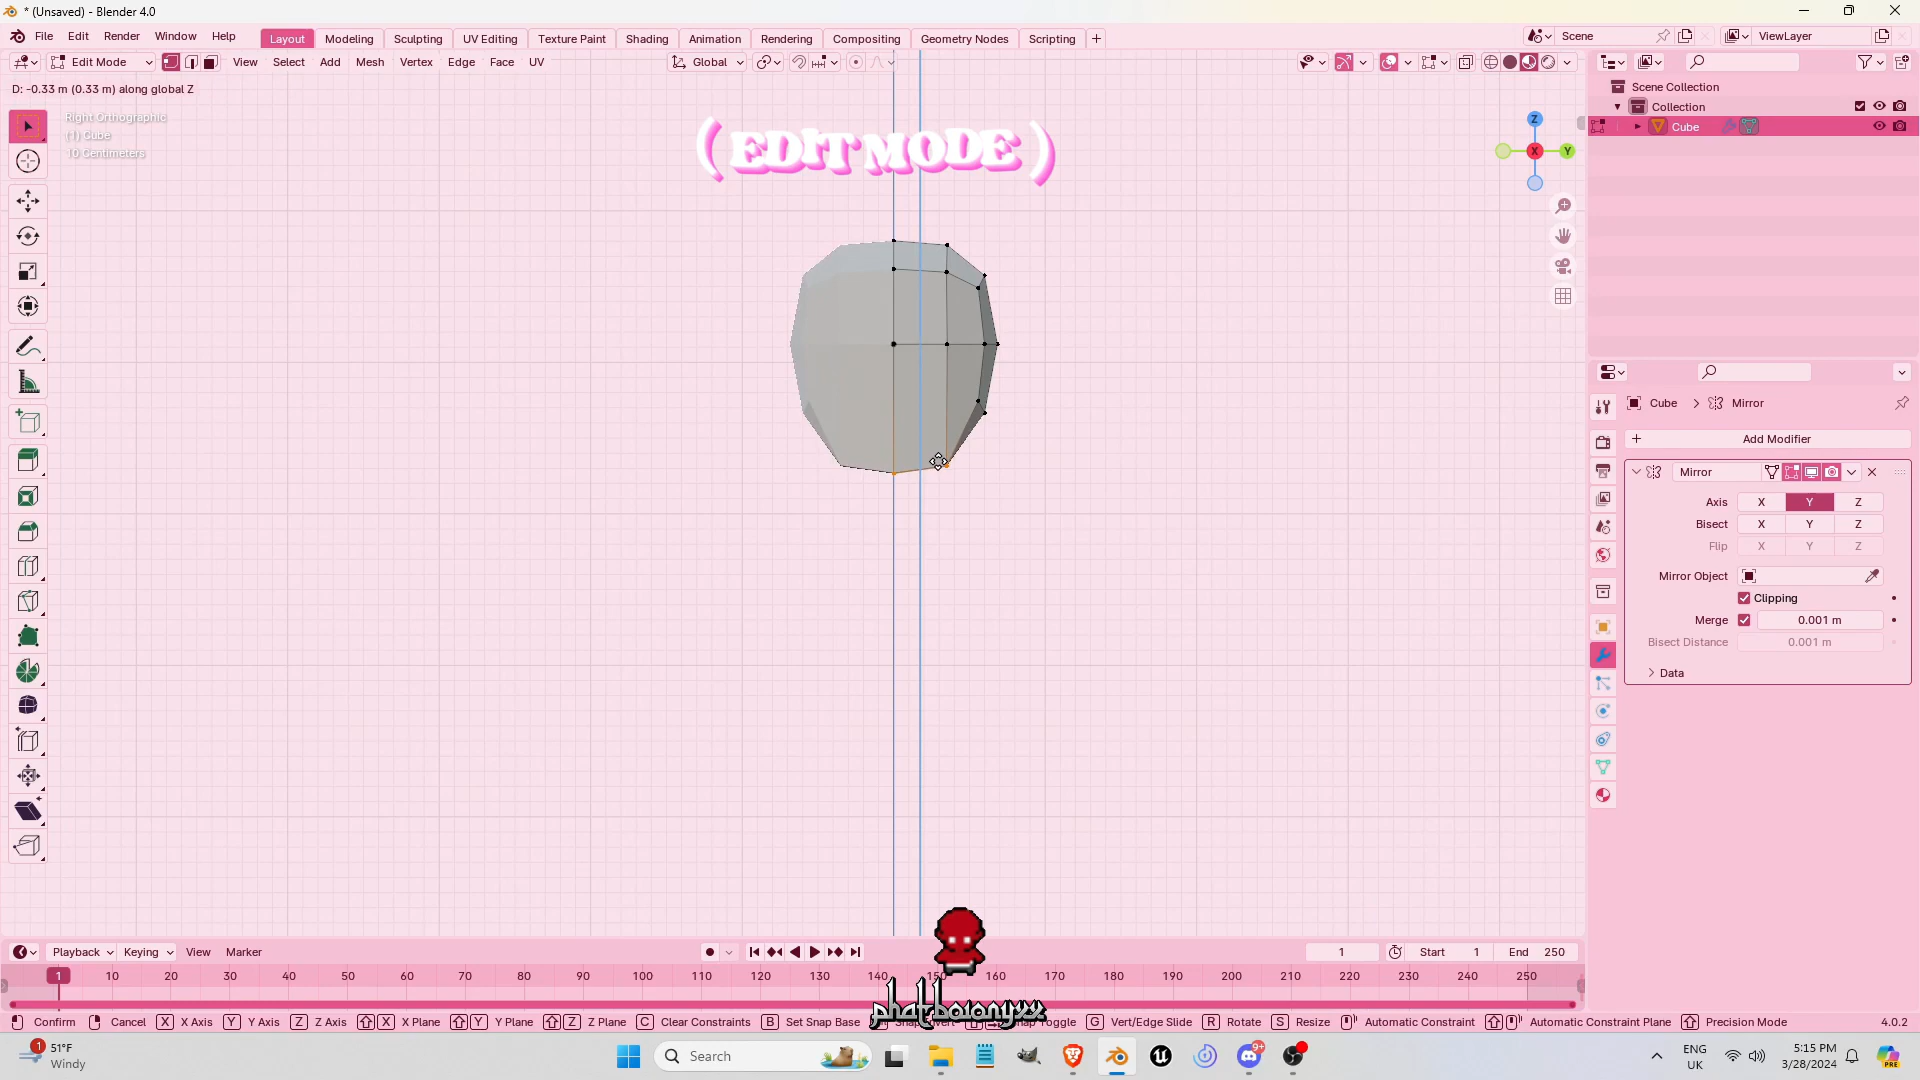 * (Unsaved) - Blender 4.0
File Edit Render Window Help
Layout Modeling Sculpting UV Editing Texture Paint Shading Animation Rendering Compositing Geometry Nodes Scripting +
Scene
ViewLayer
Edit Mode View Select Add Mesh Vertex Edge Face UV
Global
D: -0.33 m (0.33 m) along global Z
Right Orthographic
(1) Cube
10 Centimeters
( EDIT MODE )
Z
X
Y
Scene Collection
Collection
Cube
Cube > Mirror
+ Add Modifier
Mirror
Axis X Y Z
Bisect X Y Z
Flip X Y Z
Mirror Object
Clipping
Merge 0.001 m
Bisect Distance 0.001 m
Data
Playback Keying View Marker
1 Start 1 End 250
1 10 20 30 40 50 60 70 80 90 100 110 120 130 140 150 160 170 180 190 200 210 220 230 240 250
phatboionyxx
Confirm Cancel X X Axis Y Y Axis Z Z Axis X X Plane Y Y Plane Z Z Plane C Clear Constraints B Set Snap Base Snap Toggle G Vert/Edge Slide R Rotate S Resize Automatic Constraint Automatic Constraint Plane Precision Mode 4.0.2
1 51°F
Windy
Search
9+
ENG
UK
5:15 PM
3/28/2024
PRE